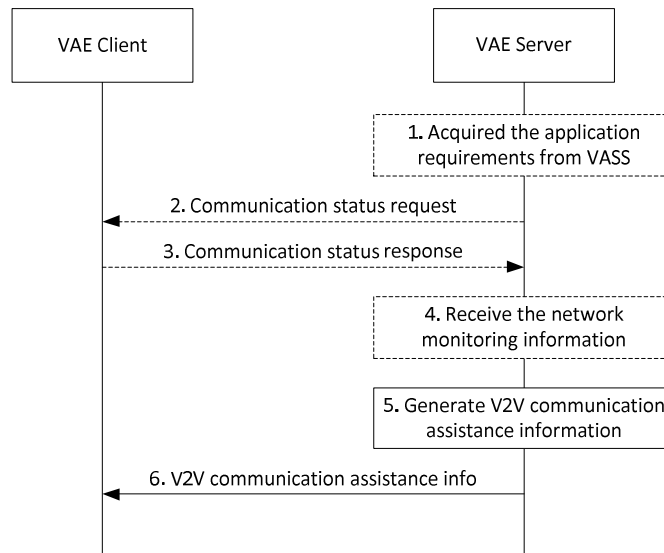 VAE Client
VAE Server
1. Acquired the application
requirements from VASS
2. Communication status request
3. Communication status response
4. Receive the network
monitoring information
5. Generate V2V communication
assistance information
6. V2V communication assistance info